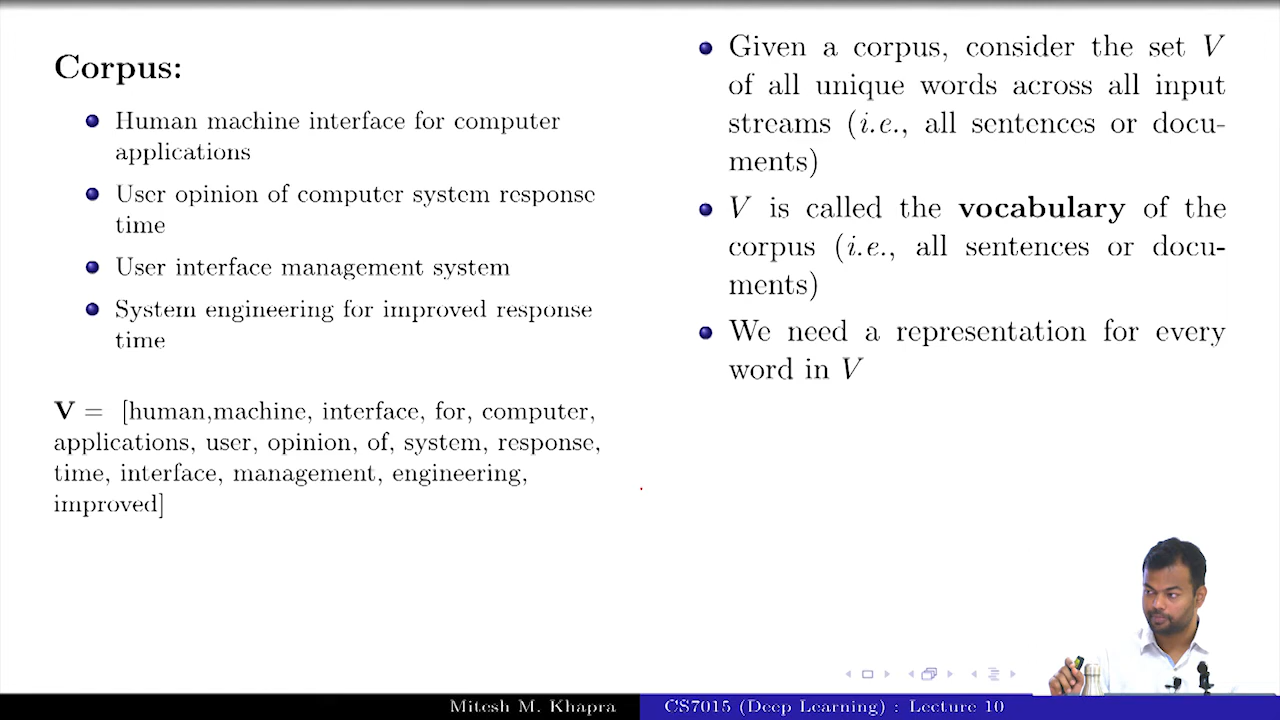 Corpus:
Human machine interface for computer
applications
User opinion of computer system response
time
User interface management system
System engineering for improved response
time
V = [human,machine, interface, for, computer,
applications, user, opinion, of, system, response,
time, interface, management, engineering,
improved]
Given a corpus, consider the set V
of all unique words across all input
streams (i.e., all sentences or docu-
ments)
V is called the vocabulary of the
corpus (i.e., all sentences or docu-
ments)
We need a representation for every
word in V
Mitesh M. Khapra
CS7015 (Deep Learning) : Lecture 10